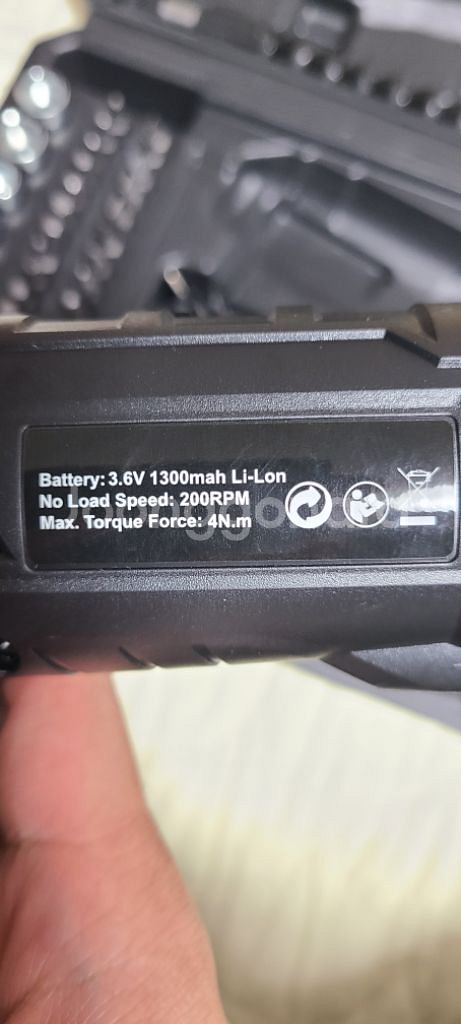 Battery: 3.6V 1300mah Li-Lon
No Load Speed: 200RPM
Max. Torque Force: 4N.m